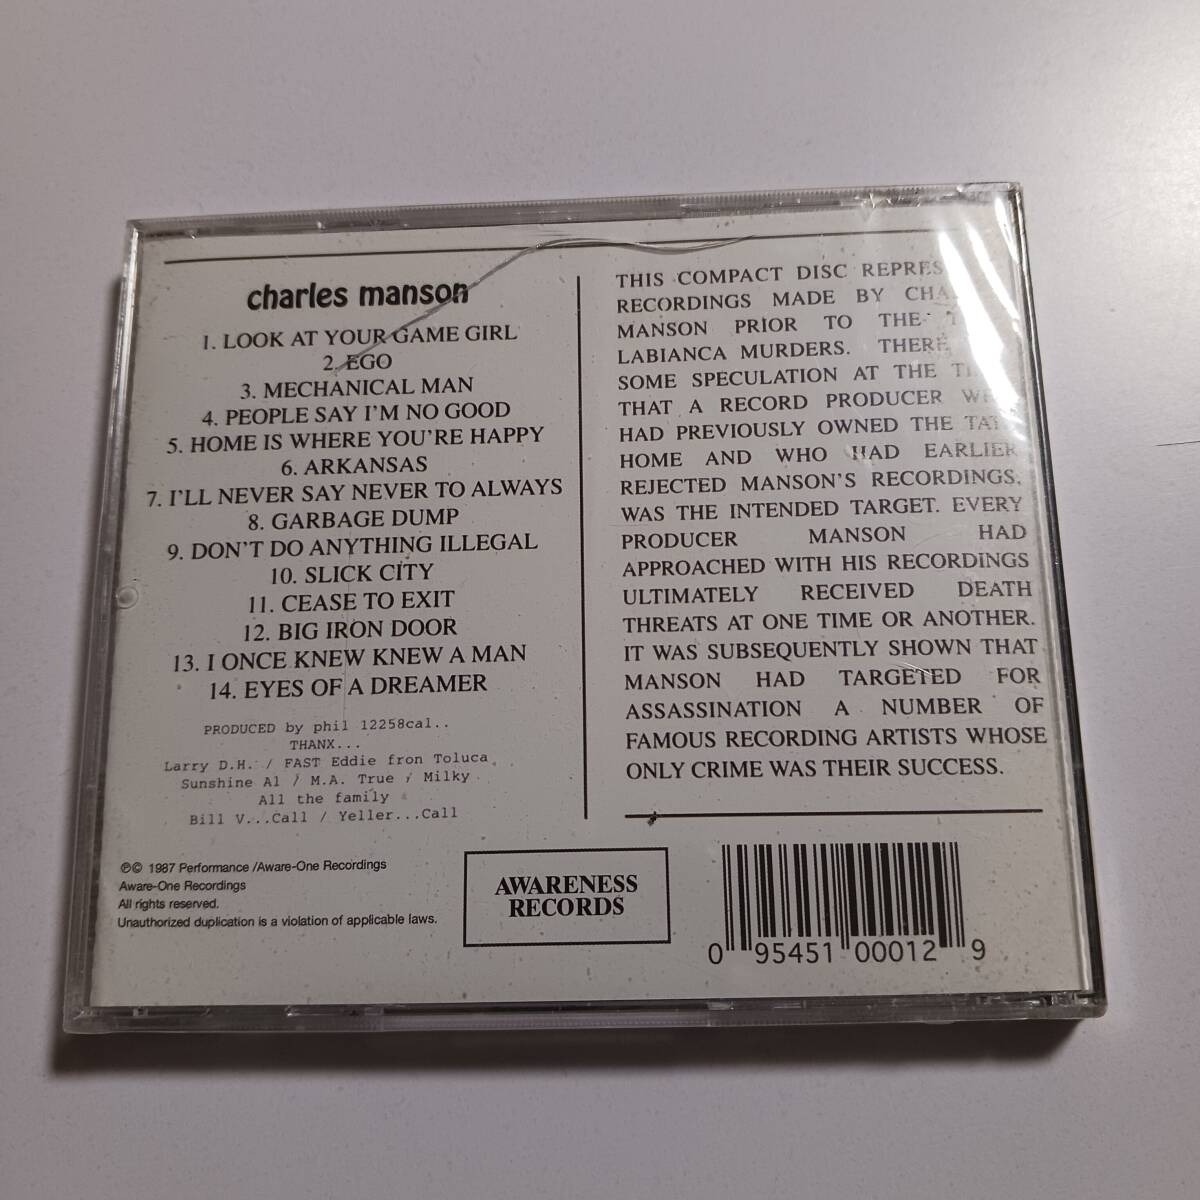 charles manson
1. LOOK AT YOUR GAME GIRL
2. EGO
3. MECHANICAL MAN
4. PEOPLE SAY I'M NO GOOD
5. HOME IS WHERE YOU'RE HAPPY
6. ARKANSAS
7. I'LL NEVER SAY NEVER TO ALWAYS
8. GARBAGE DUMP
9. DON'T DO ANYTHING ILLEGAL
10. SLICK CITY
11. CEASE TO EXIT
12. BIG IRON DOOR
13. I ONCE KNEW KNEW A MAN
14. EYES OF A DREAMER
PRODUCED by phil 12258cal..
THANX...
Larry D.H. / FAST Eddie fron Toluca
Sunshine Al / M.A. True / Milky
All the family
Bill V...Call / Yeller...Call
THIS COMPACT DISC
RECORDINGS MADE BY
MANSON PRIOR TO THE
LABIANCA MURDERS. THERE
SOME SPECULATION AT THE
THAT A RECORD PRODUCER
HAD PREVIOUSLY OWNED THE TATE
HOME AND WHO HAD EARLIER
REJECTED MANSON'S RECORDINGS,
WAS THE INTENDED TARGET. EVERY
PRODUCER MANSON HAD
APPROACHED WITH HIS RECORDINGS
ULTIMATELY RECEIVED DEATH
THREATS AT ONE TIME OR ANOTHER.
IT WAS SUBSEQUENTLY SHOWN THAT
MANSON HAD TARGETED FOR
ASSASSINATION A NUMBER OF
FAMOUS RECORDING ARTISTS WHOSE
ONLY CRIME WAS THEIR SUCCESS.
℗© 1987 Performance /Aware-One Recordings
Aware-One Recordings
All rights reserved.
Unauthorized duplication is a violation of applicable laws.
AWARENESS
RECORDS
0 95451 00012 9